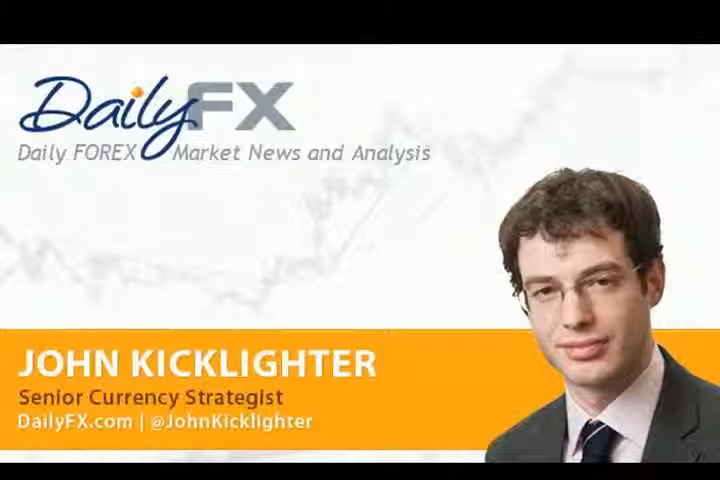 DailyFX
Daily FOREX Market News and Analysis
JOHN KICKLIGHTER
Senior Currency Strategist
DailyFX.com | @JohnKicklighter